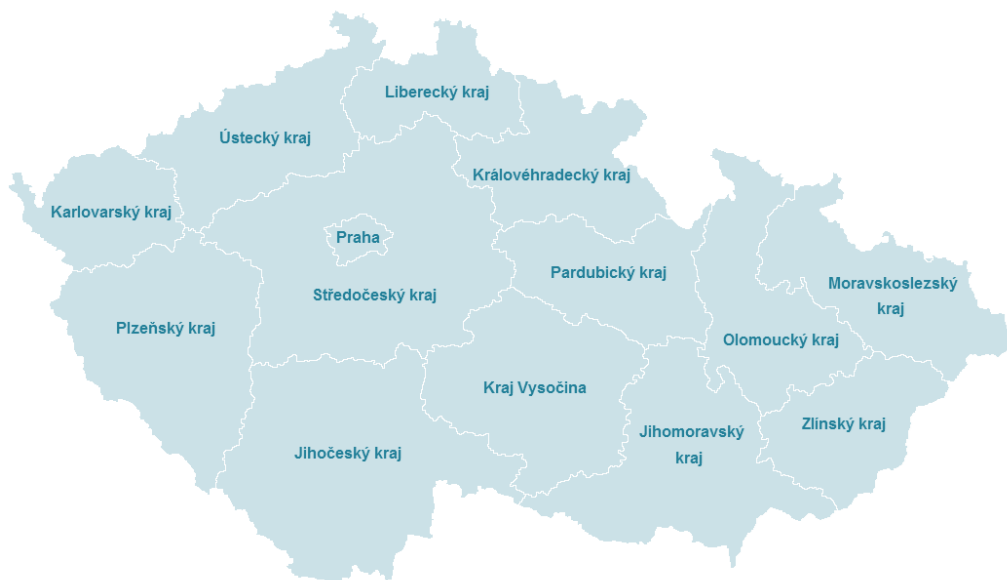 Liberecký kraj
Ústecký kraj
Královéhradecký kraj
Karlovarský kraj
Praha
Pardubický kraj
Moravskoslezský
kraj
Středočeský kraj
Plzeňský kraj
Olomoucký kraj
Kraj Vysočina
Zlínský kraj
Jihomoravský
kraj
Jihočeský kraj